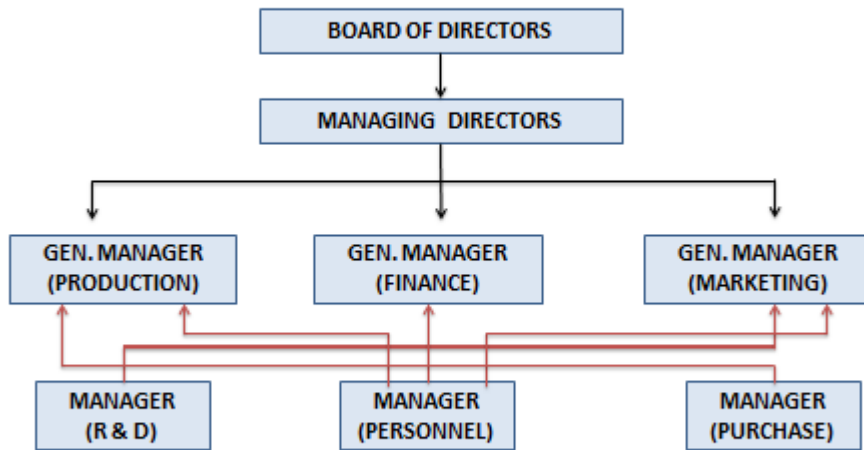 BOARD OF DIRECTORS
MANAGING DIRECTORS
GEN. MANAGER
(PRODUCTION)
GEN. MANAGER
(FINANCE)
GEN. MANAGER
(MARKETING)
MANAGER
(R & D)
MANAGER
(PERSONNEL)
MANAGER
(PURCHASE)